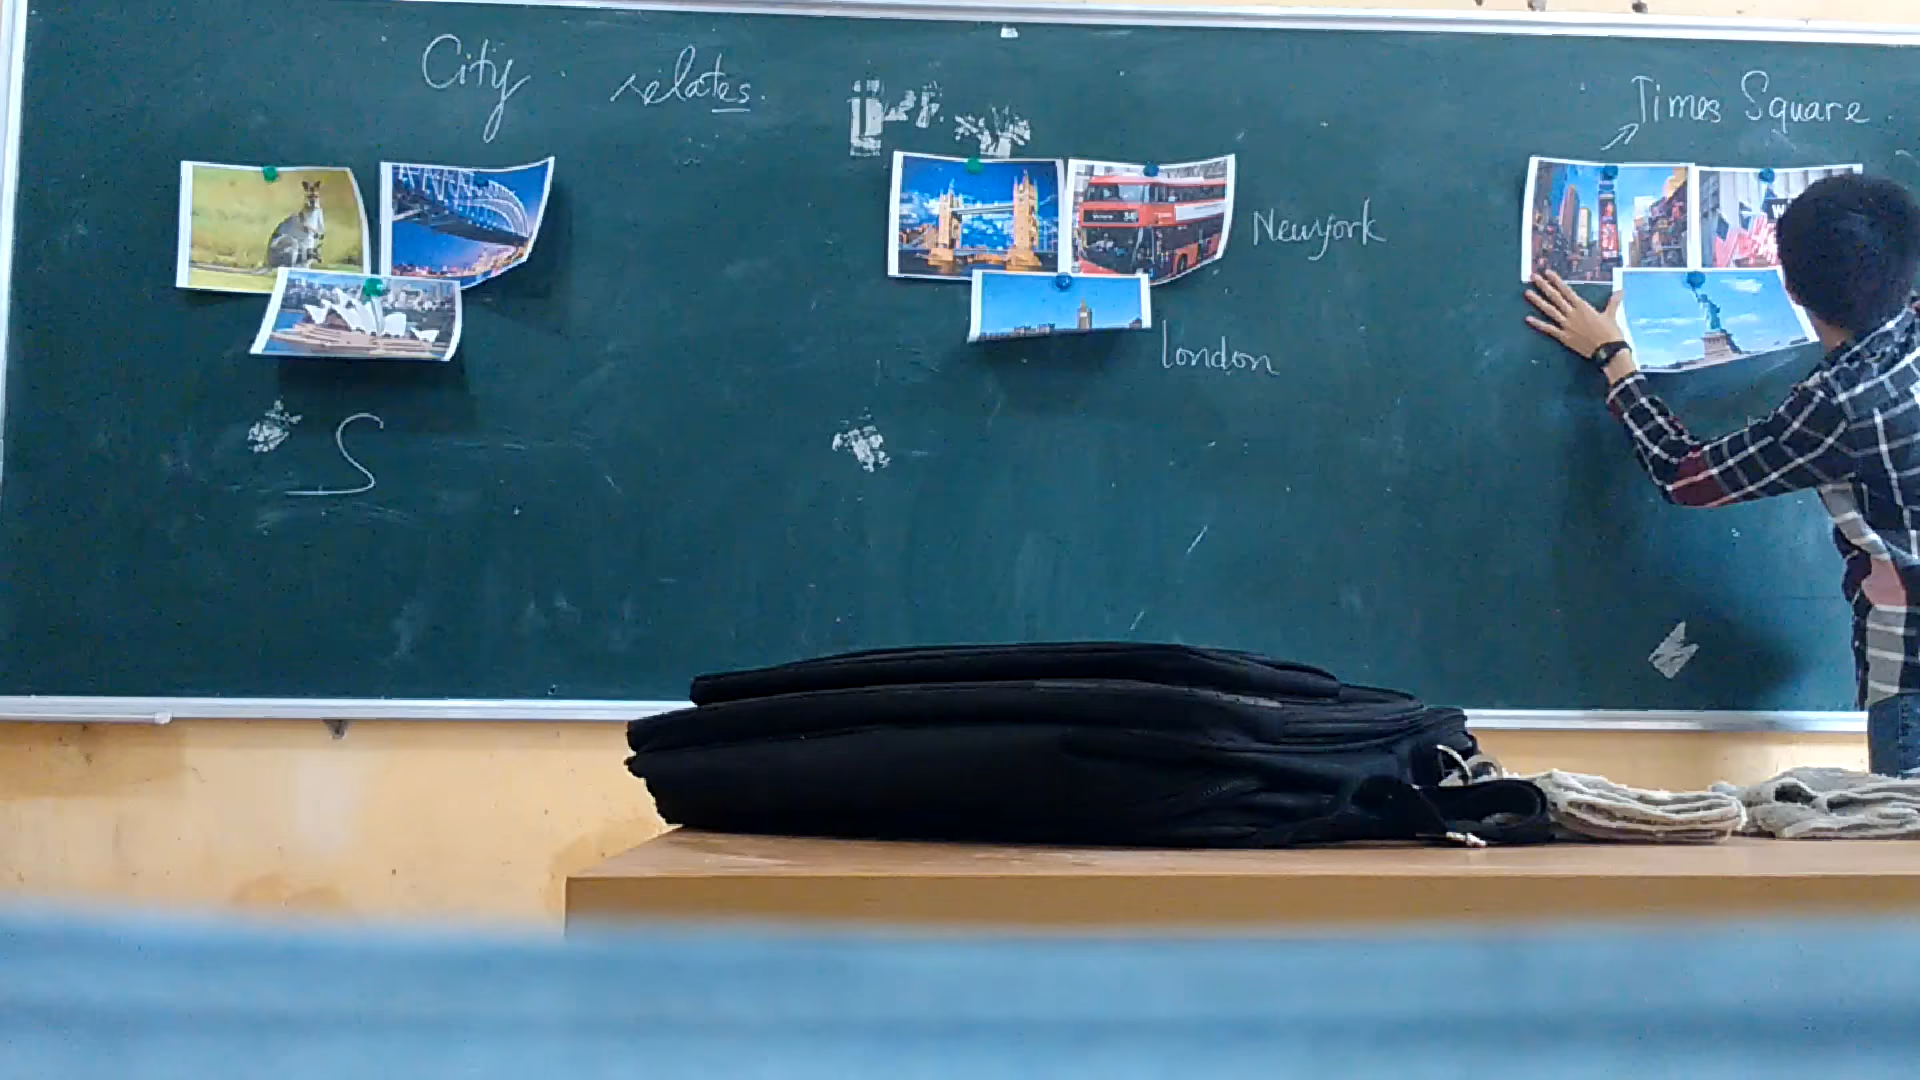 City relates.
Times Square
Newyork
london
S